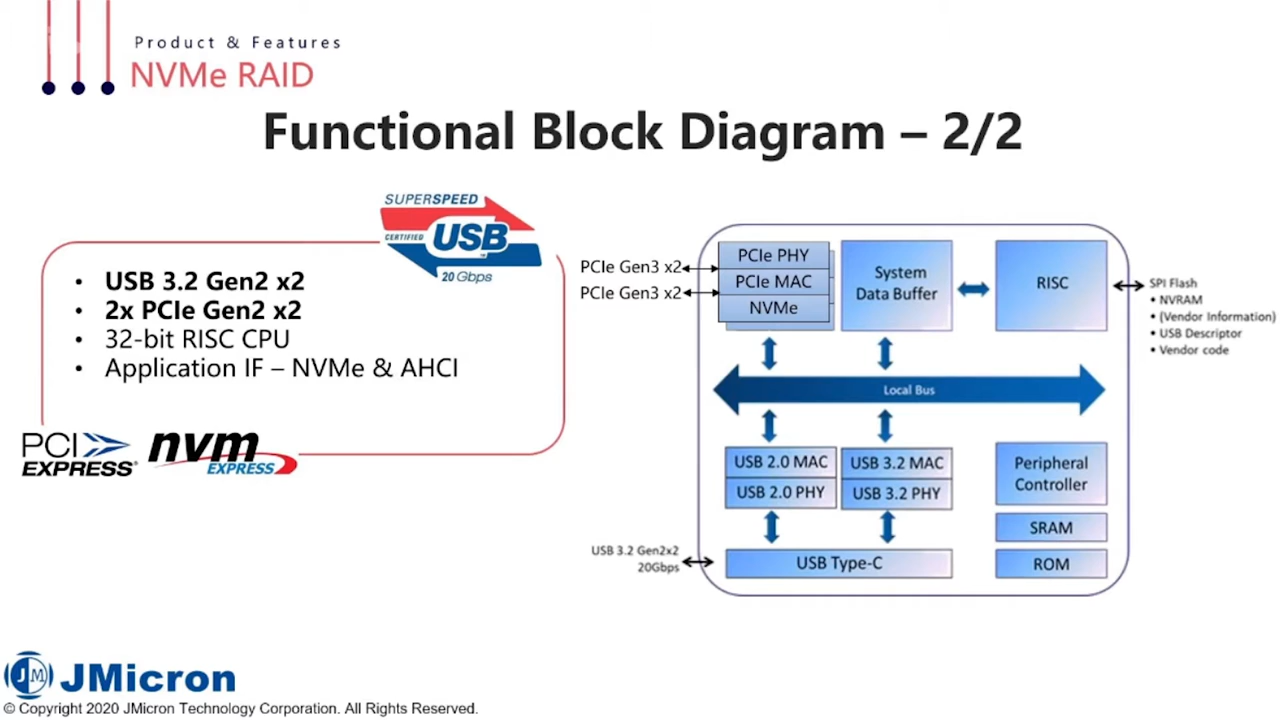 Product & Features
NVMe RAID
Functional Block Diagram – 2/2
SUPERSPEED
CERTIFIED
USB
20 Gbps
• USB 3.2 Gen2 x2
• 2x PCIe Gen2 x2
• 32-bit RISC CPU
• Application IF – NVMe & AHCI
PCI
EXPRESS®
nvm
EXPRESS
PCIe Gen3 x2
PCIe Gen3 x2
PCIe PHY
PCIe MAC
NVMe
System
Data Buffer
RISC
SPI Flash
• NVRAM
• (Vendor Information)
• USB Descriptor
• Vendor code
Local Bus
USB 2.0 MAC
USB 2.0 PHY
USB 3.2 MAC
USB 3.2 PHY
Peripheral
Controller
SRAM
ROM
USB 3.2 Gen2x2
20Gbps
USB Type-C
JM
JMicron
© Copyright 2020 JMicron Technology Corporation. All Rights Reserved.